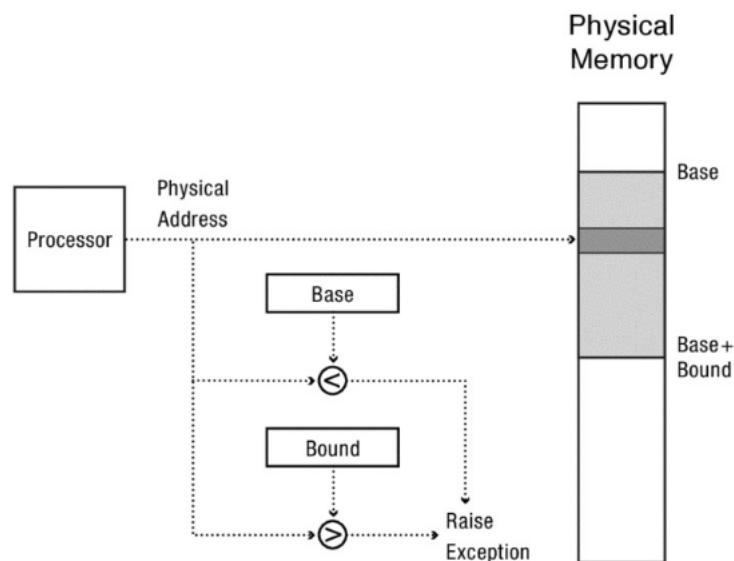 Physical
Memory
Base
Physical
Address
Processor
Base
<
Base+
Bound
Bound
>
Raise
Exception